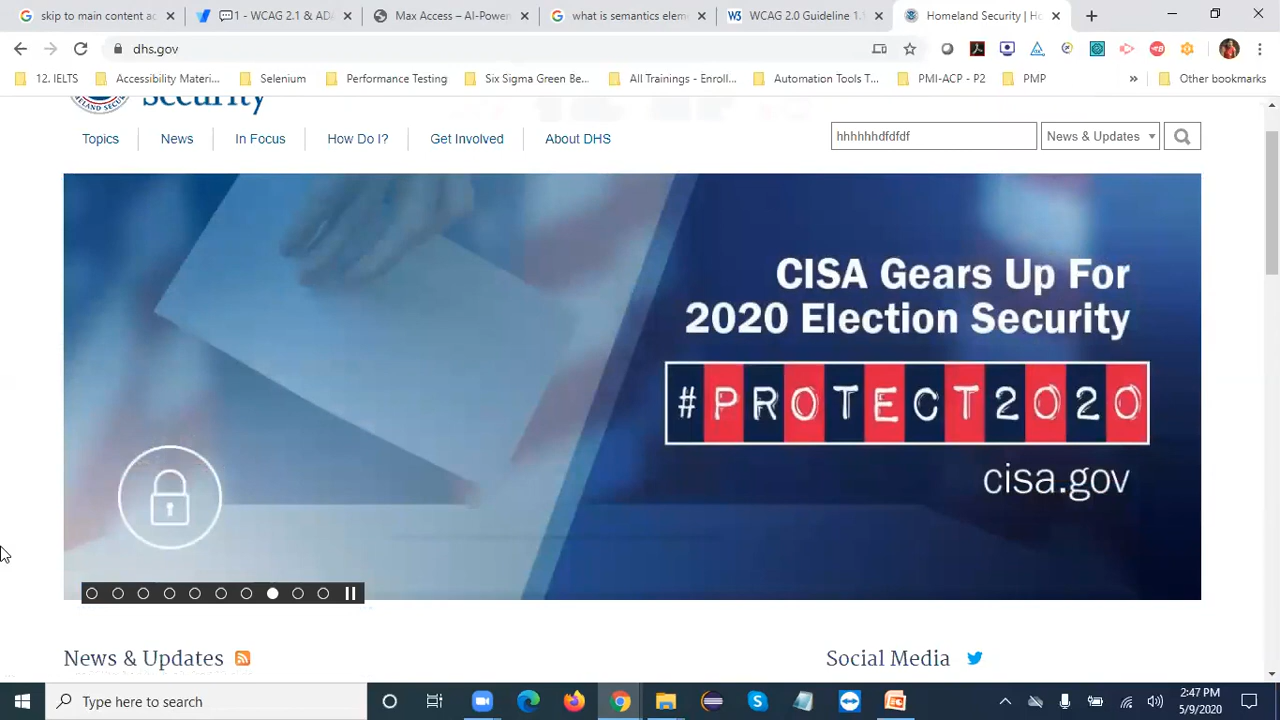 skip to main content ac
1 - WCAG 2.1 & AD
Max Access – AI-Power
what is semantics elem
WCAG 2.0 Guideline 1.1
Homeland Security | Ho
dhs.gov
12. IELTS
Accessibility Materi...
Selenium
Performance Testing
Six Sigma Green Be...
All Trainings - Enroll...
Automation Tools T...
PMI-ACP - P2
PMP
»
Other bookmarks
Security
Topics
News
In Focus
How Do I?
Get Involved
About DHS
hhhhhhdfdfdf
News & Updates
CISA Gears Up For
2020 Election Security
#PROTECT2020
cisa.gov
News & Updates
Social Media
Type here to search
2:47 PM
5/9/2020